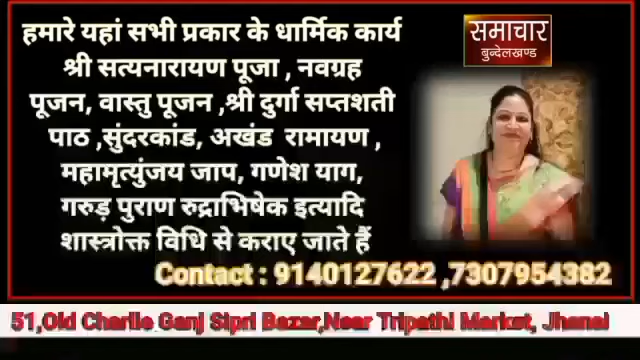 हमारे यहां सभी प्रकार के धार्मिक कार्य
श्री सत्यनारायण पूजा , नवग्रह
पूजन, वास्तु पूजन ,श्री दुर्गा सप्तशती
पाठ ,सुंदरकांड, अखंड रामायण ,
महामृत्युंजय जाप, गणेश याग,
गरुड़ पुराण रुद्राभिषेक इत्यादि
शास्त्रोक्त विधि से कराए जाते हैं
समाचार
बुन्देलखण्ड
Contact : 9140127622 ,7307954382
51,Old Charlie Ganj Sipri Bazar,Near Tripathi Market, Jhansi